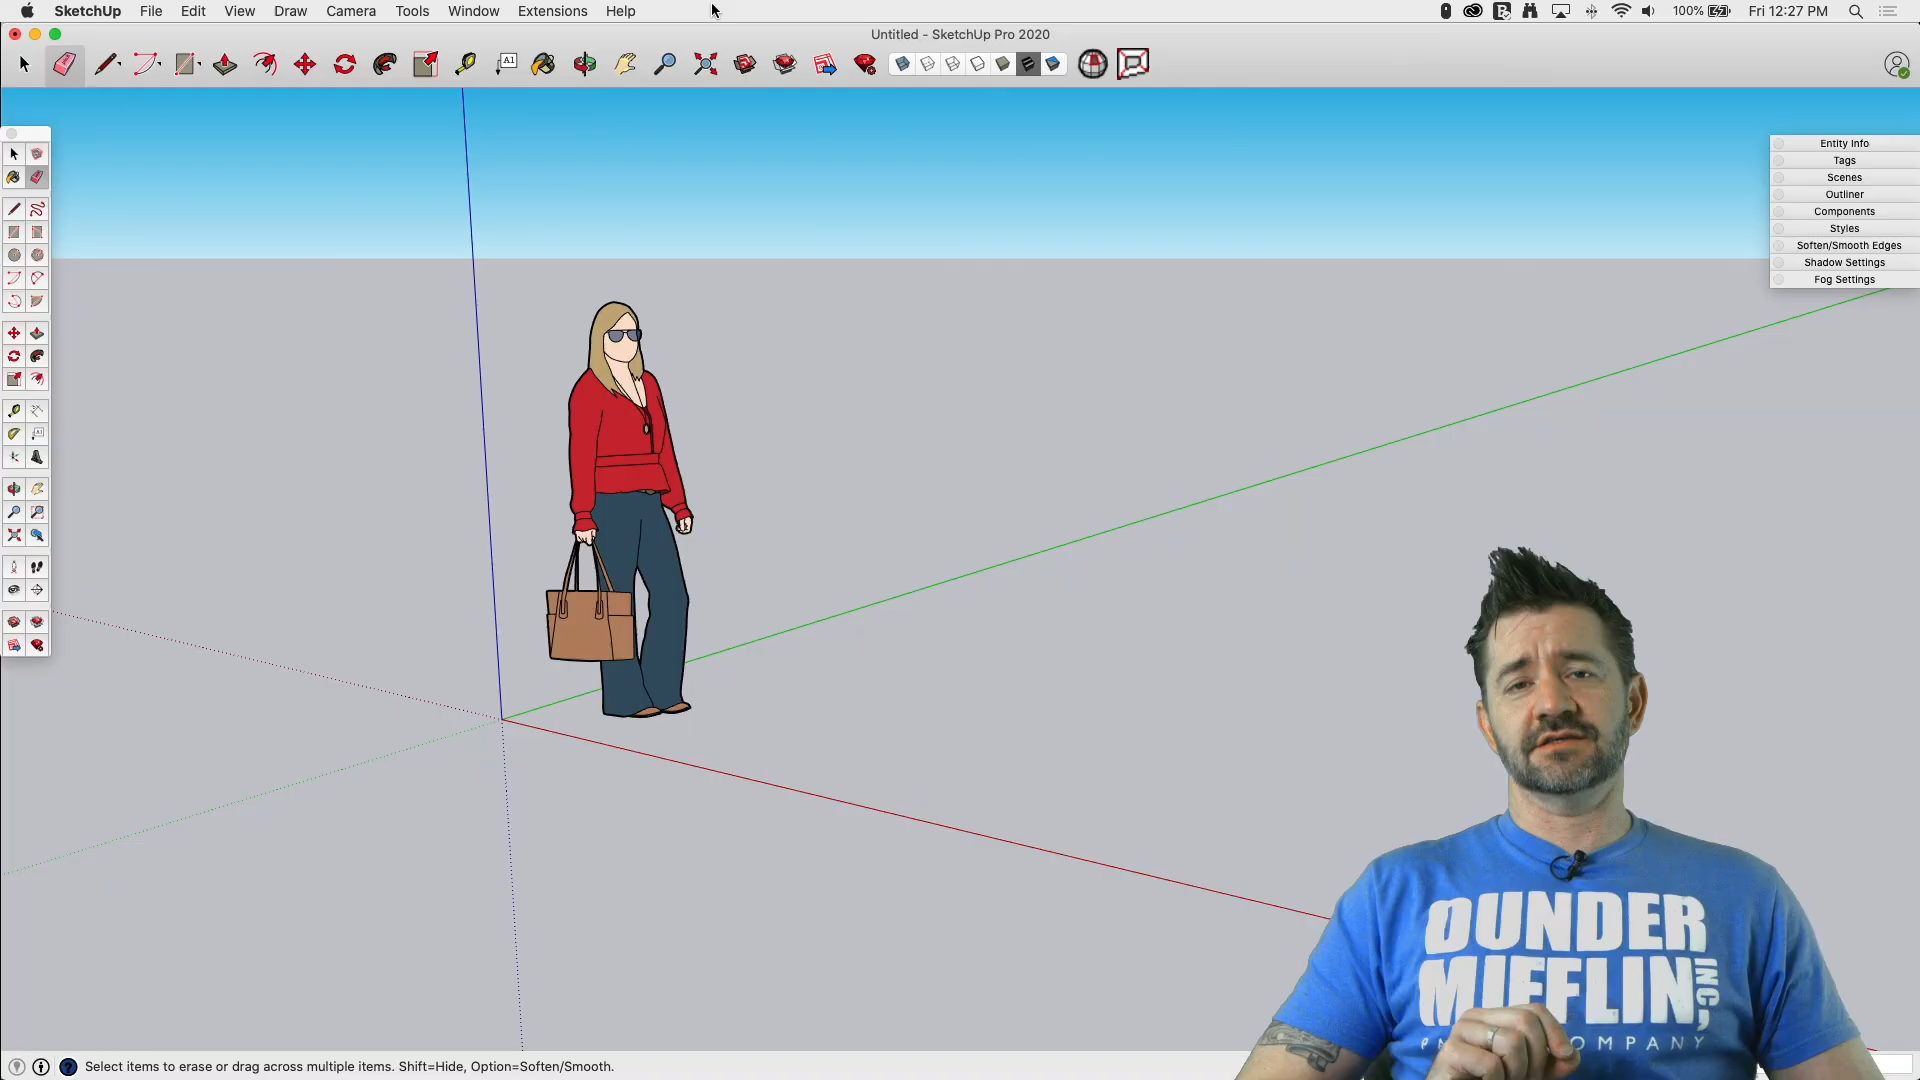 SketchUp File Edit View Draw Camera Tools Window Extensions Help 100% Fri 12:27 PM
Untitled - SketchUp Pro 2020
A1
Entity Info
Tags
Scenes
Outliner
Components
Styles
Soften/Smooth Edges
Shadow Settings
Fog Settings
A1
DUNDER
MIFFLIN INC,
COMPANY
Select items to erase or drag across multiple items. Shift=Hide, Option=Soften/Smooth.